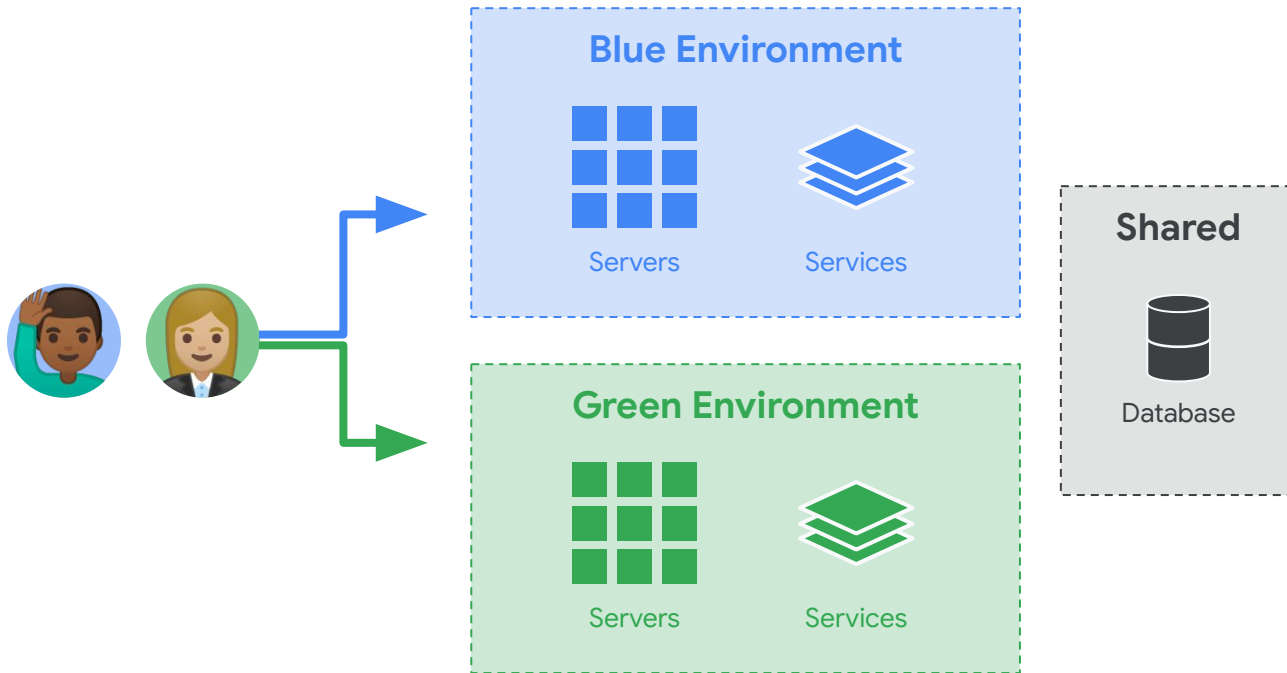 Blue Environment
Servers
Services
Shared
Database
Green Environment
Servers
Services